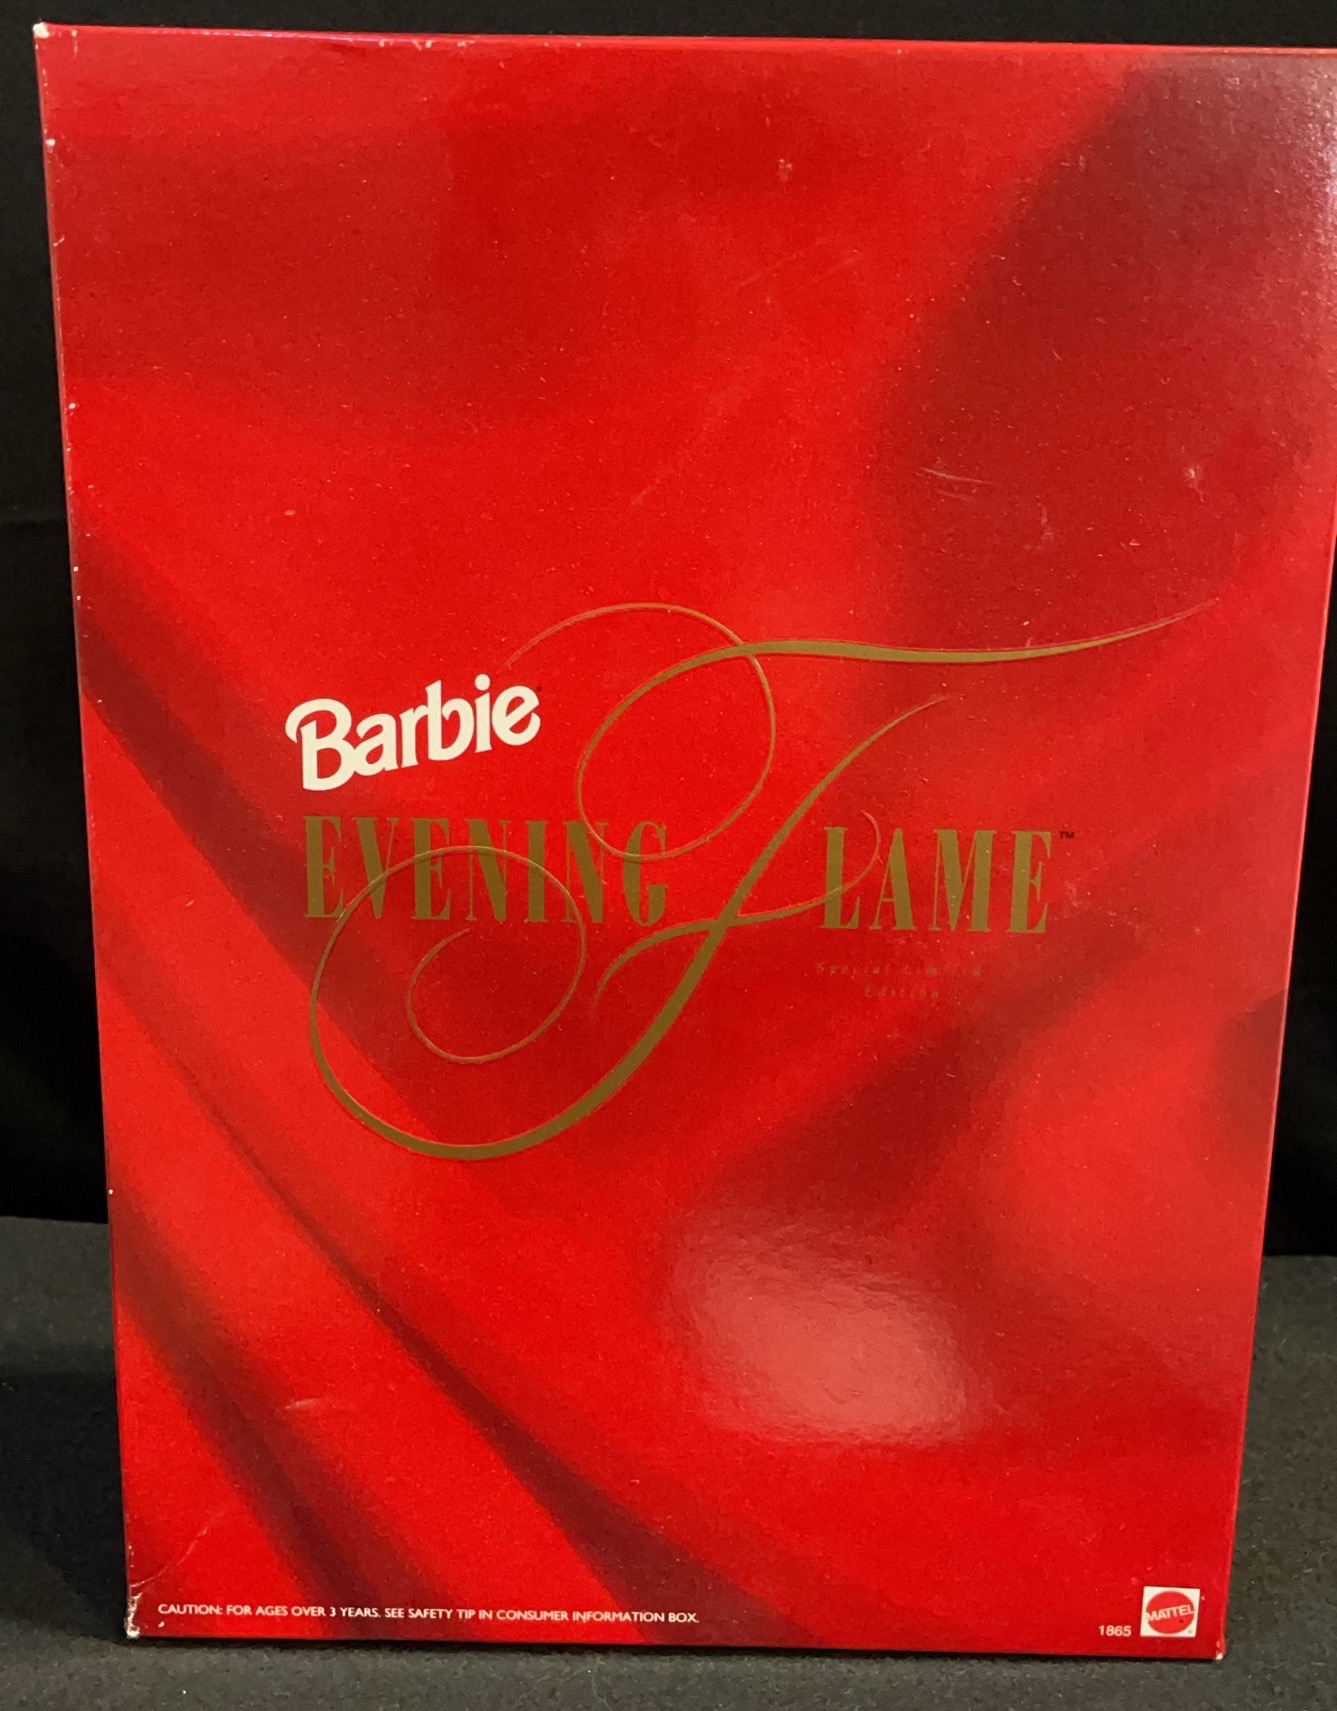 Barbie
EVENING FLAME™
Special Limited
Edition
CAUTION: FOR AGES OVER 3 YEARS. SEE SAFETY TIP IN CONSUMER INFORMATION BOX.
1865
MATTEL